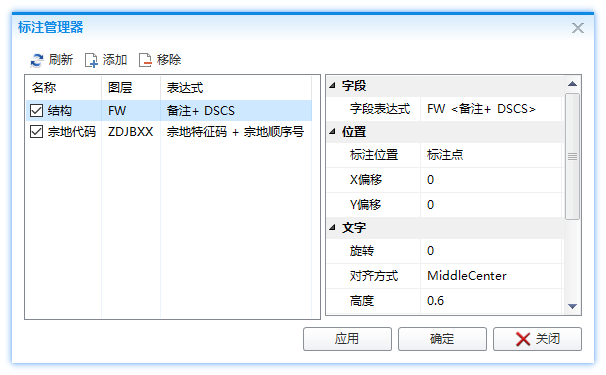 标注管理器
刷新 添加 移除
名称 图层 表达式
结构 FW 备注+ DSCS
宗地代码 ZDJBXX 宗地特征码 + 宗地顺序号
字段
字段表达式 FW <备注+ DSCS>
位置
标注位置 标注点
X偏移 0
Y偏移 0
文字
旋转 0
对齐方式 MiddleCenter
高度 0.6
应用 确定 关闭